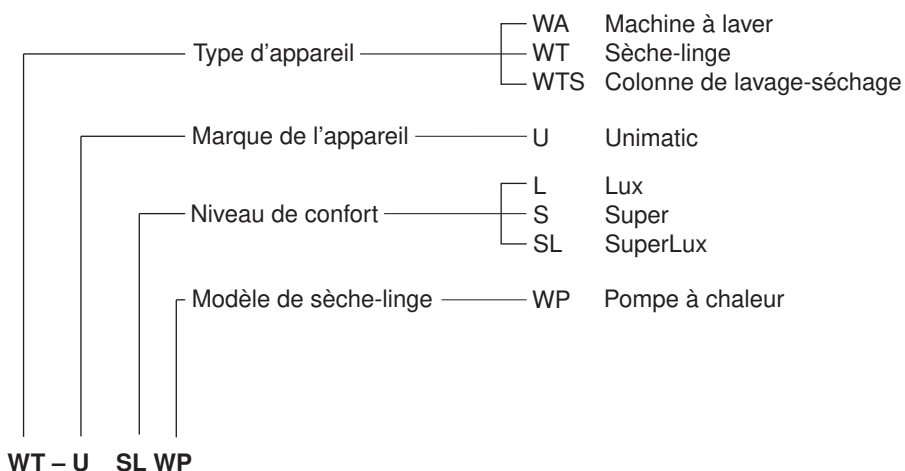 Type d'appareil WA Machine à laver
WT Sèche-linge
WTS Colonne de lavage-séchage
Marque de l'appareil U Unimatic
Niveau de confort L Lux
S Super
SL SuperLux
Modèle de sèche-linge WP Pompe à chaleur
WT – U SL WP